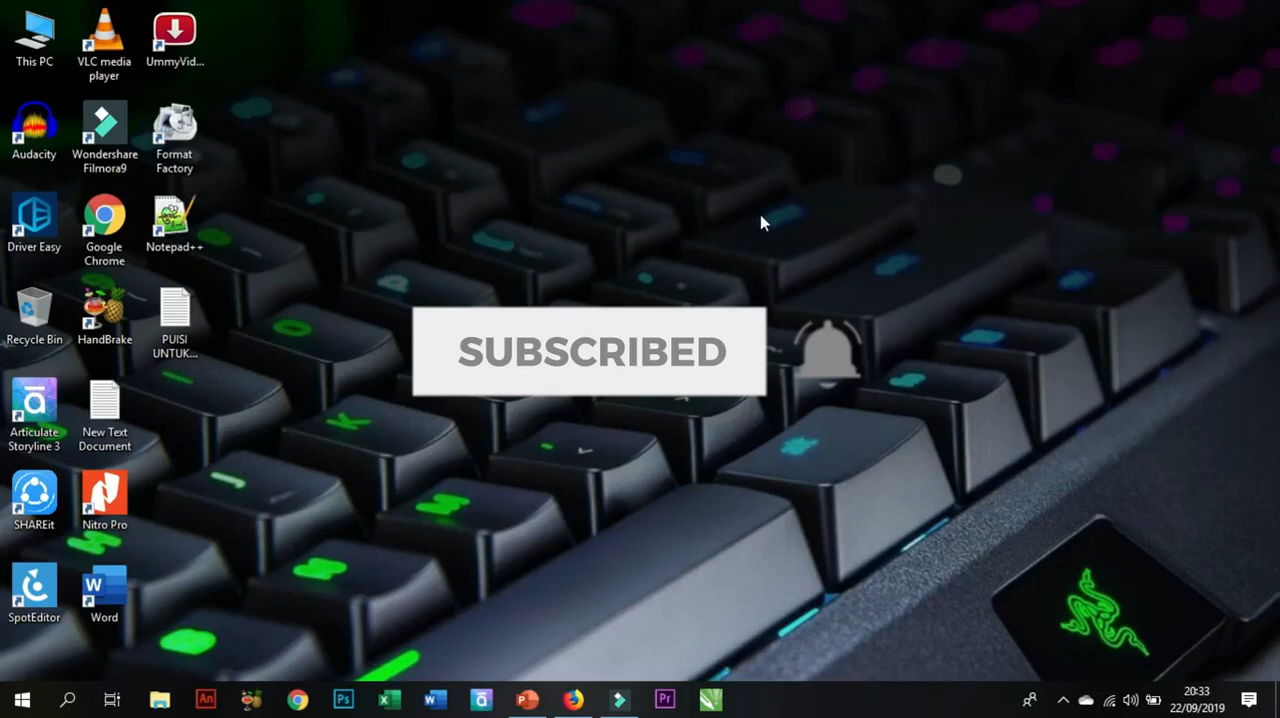 This PC
VLC media
player
UmmyVid...
Audacity
Wondershare
Filmora9
Format
Factory
Driver Easy
Google
Chrome
Notepad++
Recycle Bin
HandBrake
PUISI
UNTUK...
SUBSCRIBED
Articulate
Storyline 3
New Text
Document
SHAREit
Nitro Pro
SpotEditor
Word
20:33
22/09/2019